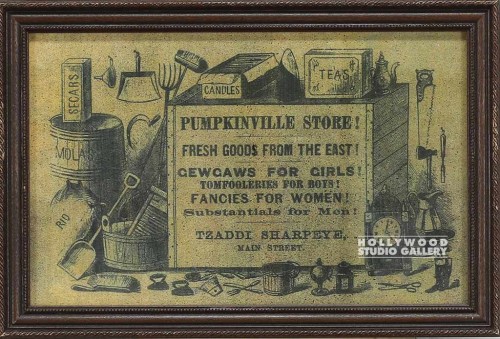 SEGARS
CANDLES
TEAS
MOLAS
RIO
PUMPKINVILLE STORE!
FRESH GOODS FROM THE EAST!
GEWGAWS FOR GIRLS!
TOMFOOLERIES FOR BOYS!
FANCIES FOR WOMEN!
Substantials for Men!
TZADDI SHARPEYE,
MAIN STREET.
HOLLYWOOD
STUDIO GALLERY